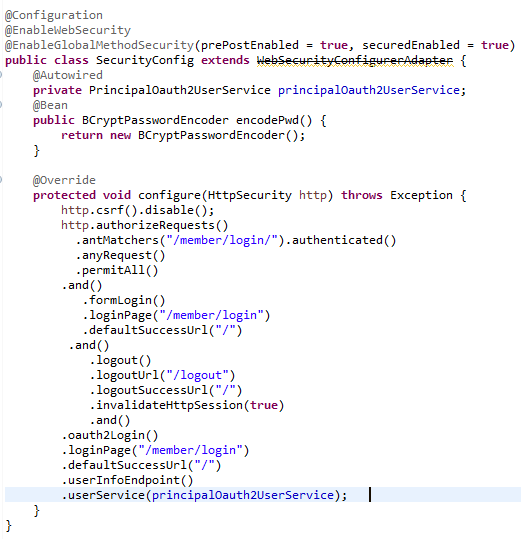 @Configuration
@EnableWebSecurity
@EnableGlobalMethodSecurity(prePostEnabled = true, securedEnabled = true)
public class SecurityConfig extends WebSecurityConfigurerAdapter {
    @Autowired
    private PrincipalOauth2UserService principalOauth2UserService;
    @Bean
    public BCryptPasswordEncoder encodePwd() {
        return new BCryptPasswordEncoder();
    }

    @Override
    protected void configure(HttpSecurity http) throws Exception {
        http.csrf().disable();
        http.authorizeRequests()
          .antMatchers("/member/login/").authenticated()
          .anyRequest()
          .permitAll()
        .and()
           .formLogin()
           .loginPage("/member/login")
           .defaultSuccessUrl("/")
         .and()
            .logout()
            .logoutUrl("/logout")
            .logoutSuccessUrl("/")
            .invalidateHttpSession(true)
            .and()
        .oauth2Login()
        .loginPage("/member/login")
        .defaultSuccessUrl("/")
        .userInfoEndpoint()
        .userService(principalOauth2UserService);
    }
}